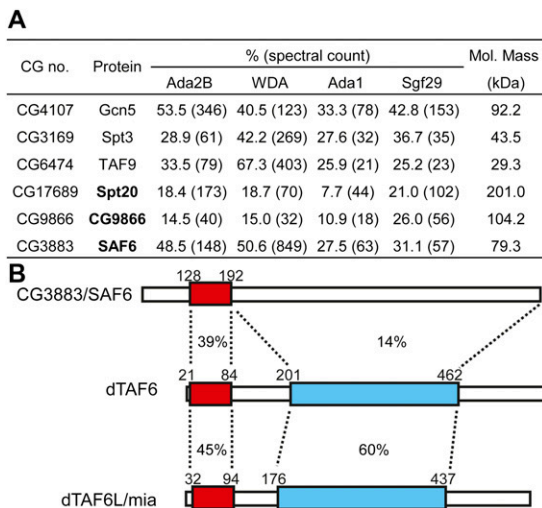 A
CG no. Protein % (spectral count) Mol. Mass (kDa)
Ada2B WDA Ada1 Sgf29
CG4107 Gcn5 53.5 (346) 40.5 (123) 33.3 (78) 42.8 (153) 92.2
CG3169 Spt3 28.9 (61) 42.2 (269) 27.6 (32) 36.7 (35) 43.5
CG6474 TAF9 33.5 (79) 67.3 (403) 25.9 (21) 25.2 (23) 29.3
CG17689 Spt20 18.4 (173) 18.7 (70) 7.7 (44) 21.0 (102) 201.0
CG9866 CG9866 14.5 (40) 15.0 (32) 10.9 (18) 26.0 (56) 104.2
CG3883 SAF6 48.5 (148) 50.6 (849) 27.5 (63) 31.1 (57) 79.3
B
128 192
CG3883/SAF6
39% 14%
21 84 201 462
dTAF6
45% 60%
32 94 176 437
dTAF6L/mia